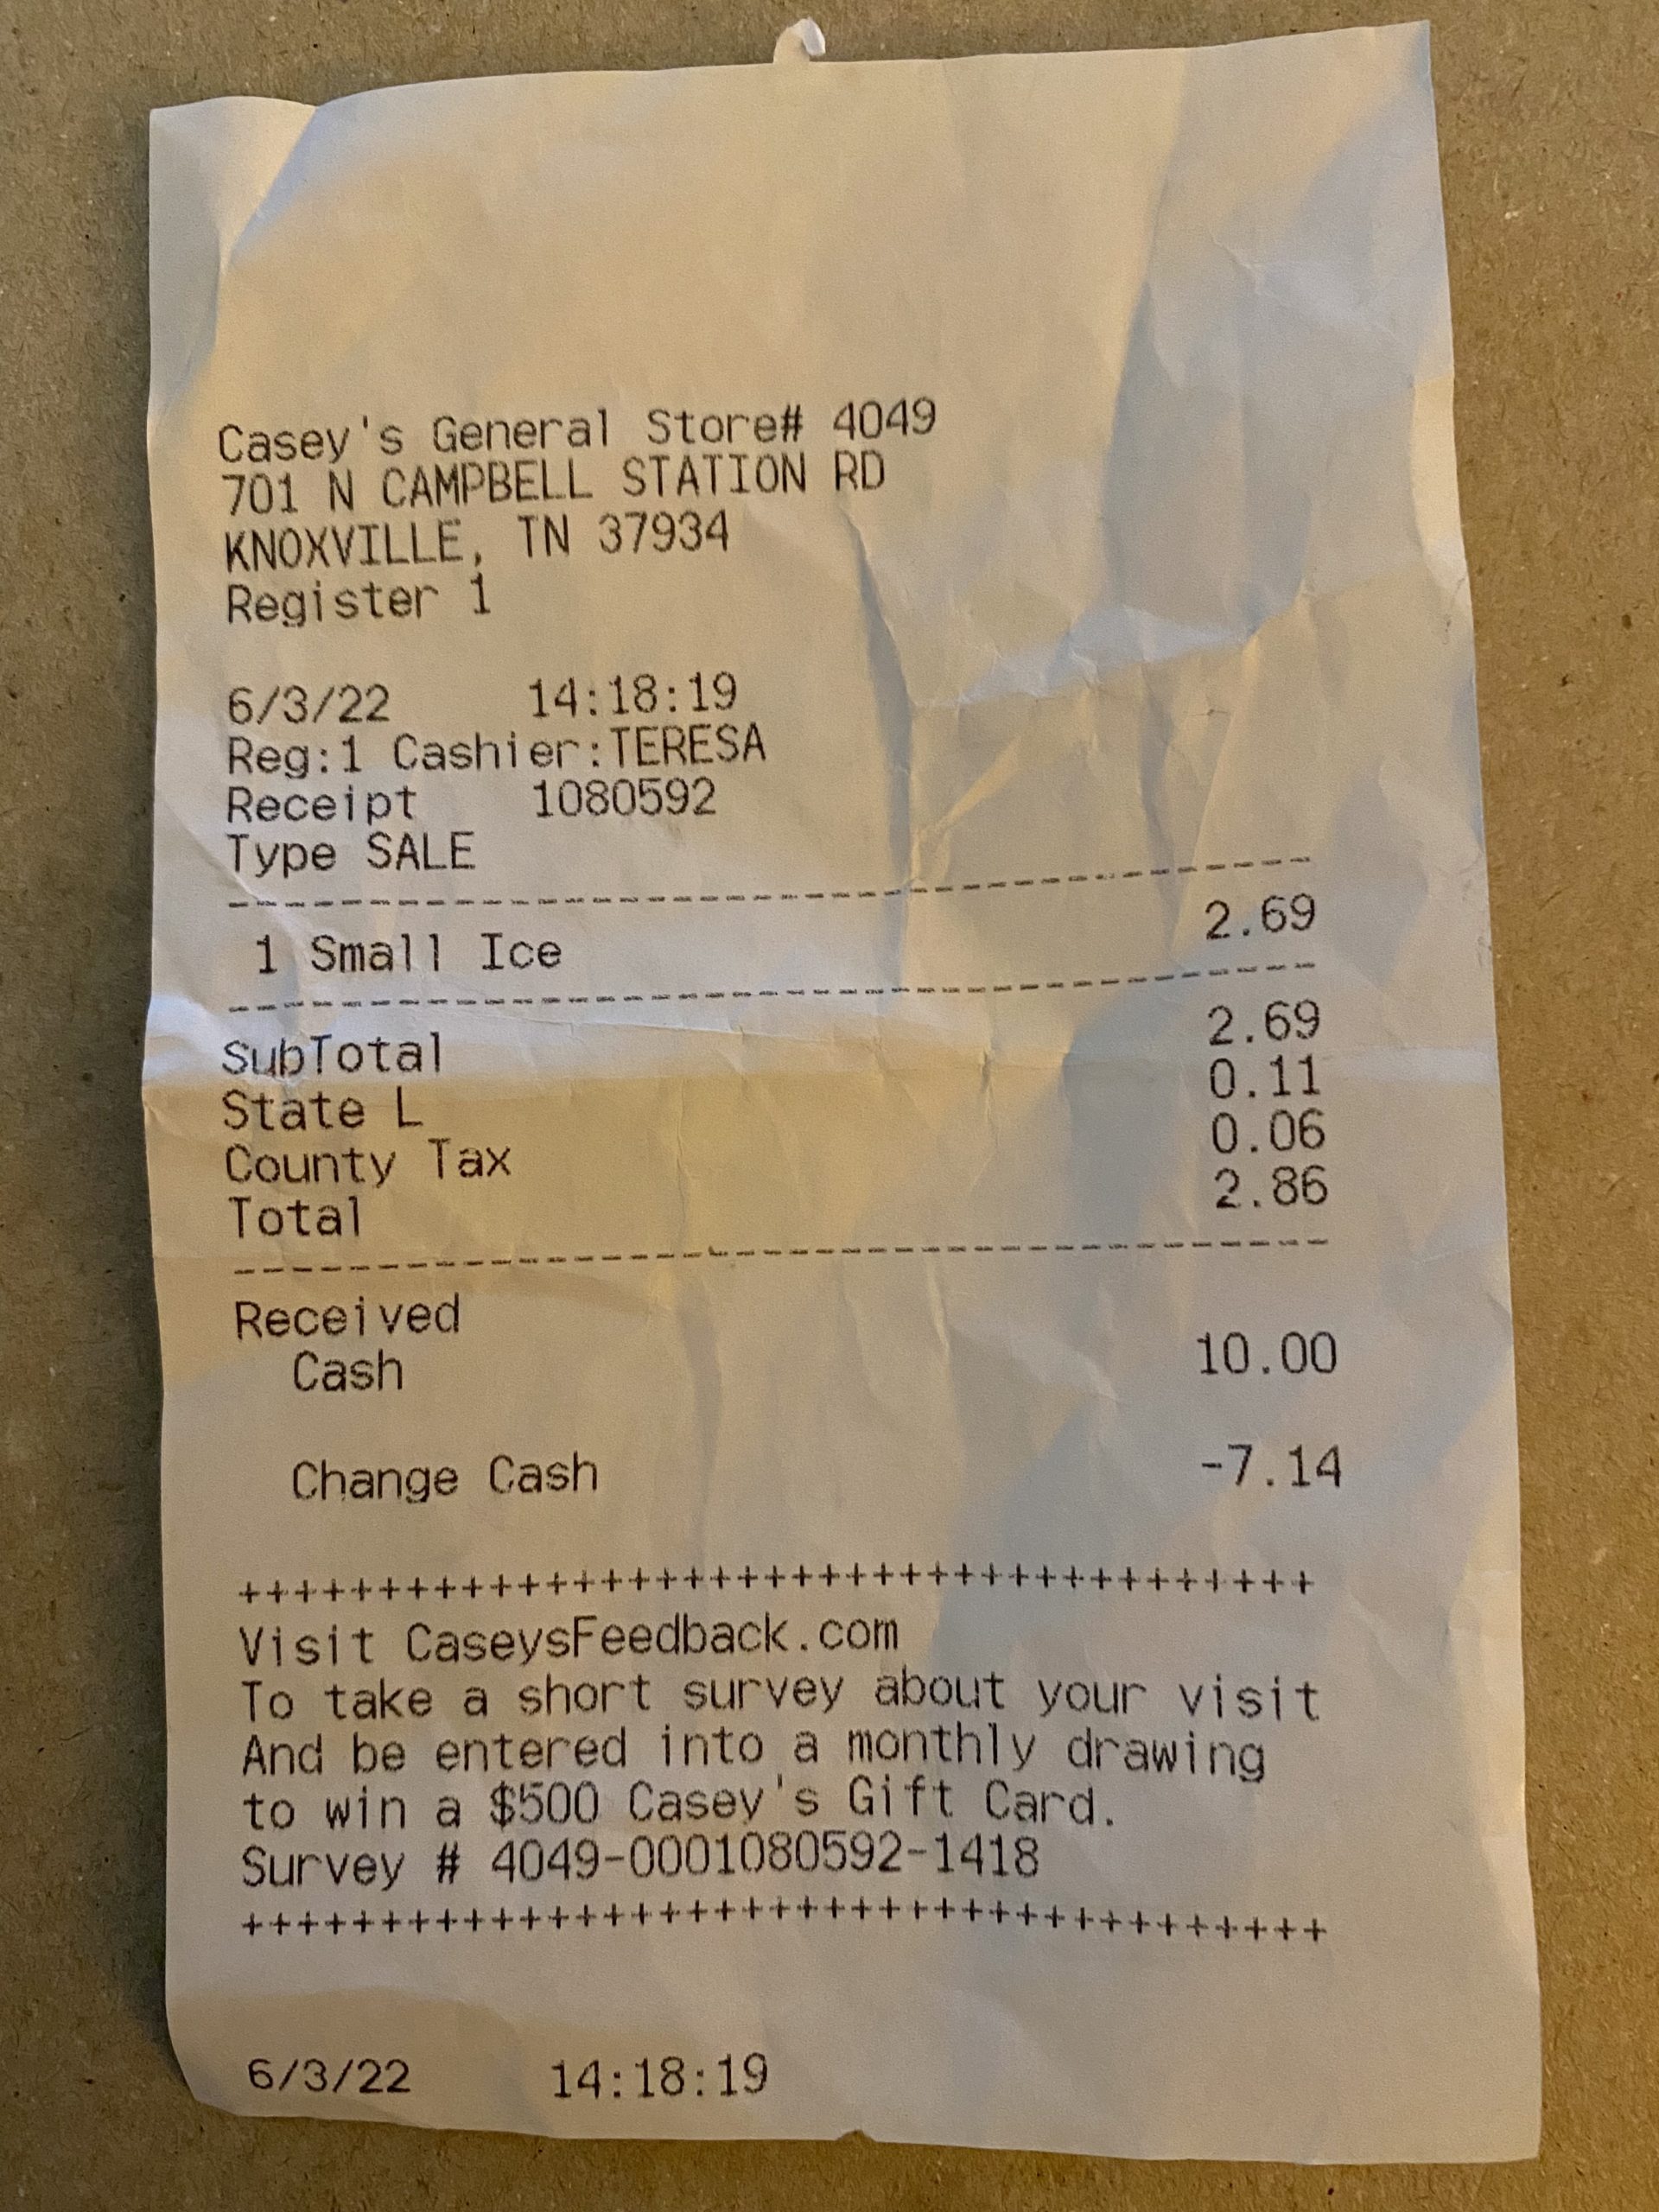 Casey's General Store# 4049
701 N CAMPBELL STATION RD
KNOXVILLE, TN 37934
Register 1
6/3/22 14:18:19
Reg:1 Cashier:TERESA
Receipt 1080592
Type SALE
----------------------------------------
1 Small Ice 2.69
----------------------------------------
SubTotal 2.69
State L 0.11
County Tax 0.06
Total 2.86
----------------------------------------
Received
Cash 10.00
Change Cash -7.14
++++++++++++++++++++++++++++++++++++++++
Visit CaseysFeedback.com
To take a short survey about your visit
And be entered into a monthly drawing
to win a $500 Casey's Gift Card.
Survey # 4049-0001080592-1418
++++++++++++++++++++++++++++++++++++++++
6/3/22 14:18:19